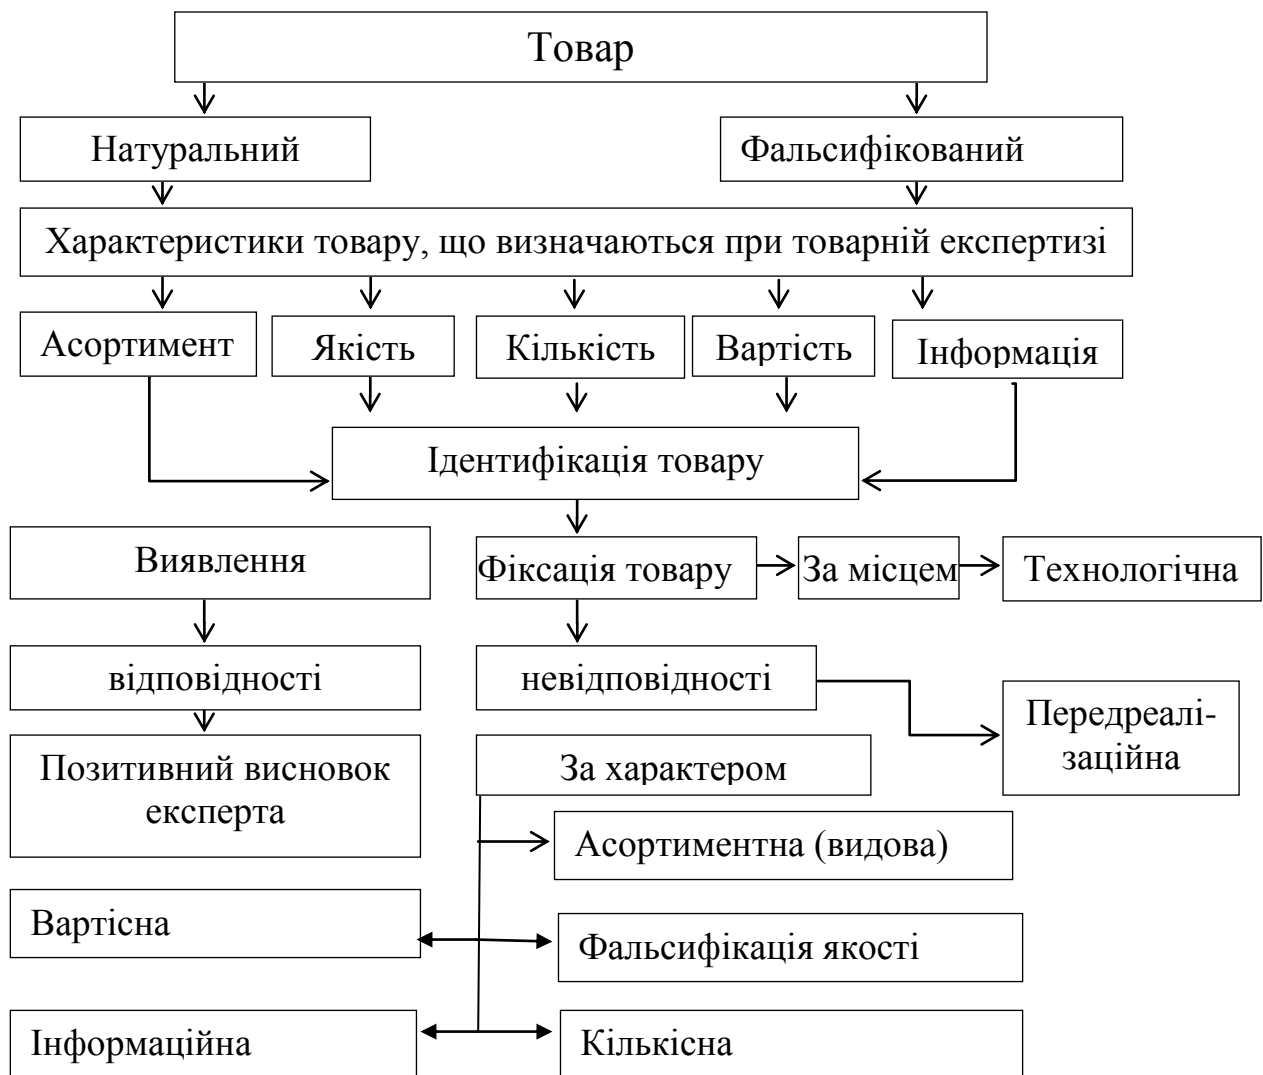 Товар
Натуральний
Фальсифікований
Характеристики товару, що визначаються при товарній експертизі
Асортимент
Якість
Кількість
Вартість
Інформація
Ідентифікація товару
Виявлення
Фіксація товару
За місцем
Технологічна
відповідності
невідповідності
Передреалі-
заційна
Позитивний висновок
експерта
За характером
Асортиментна (видова)
Вартісна
Фальсифікація якості
Інформаційна
Кількісна